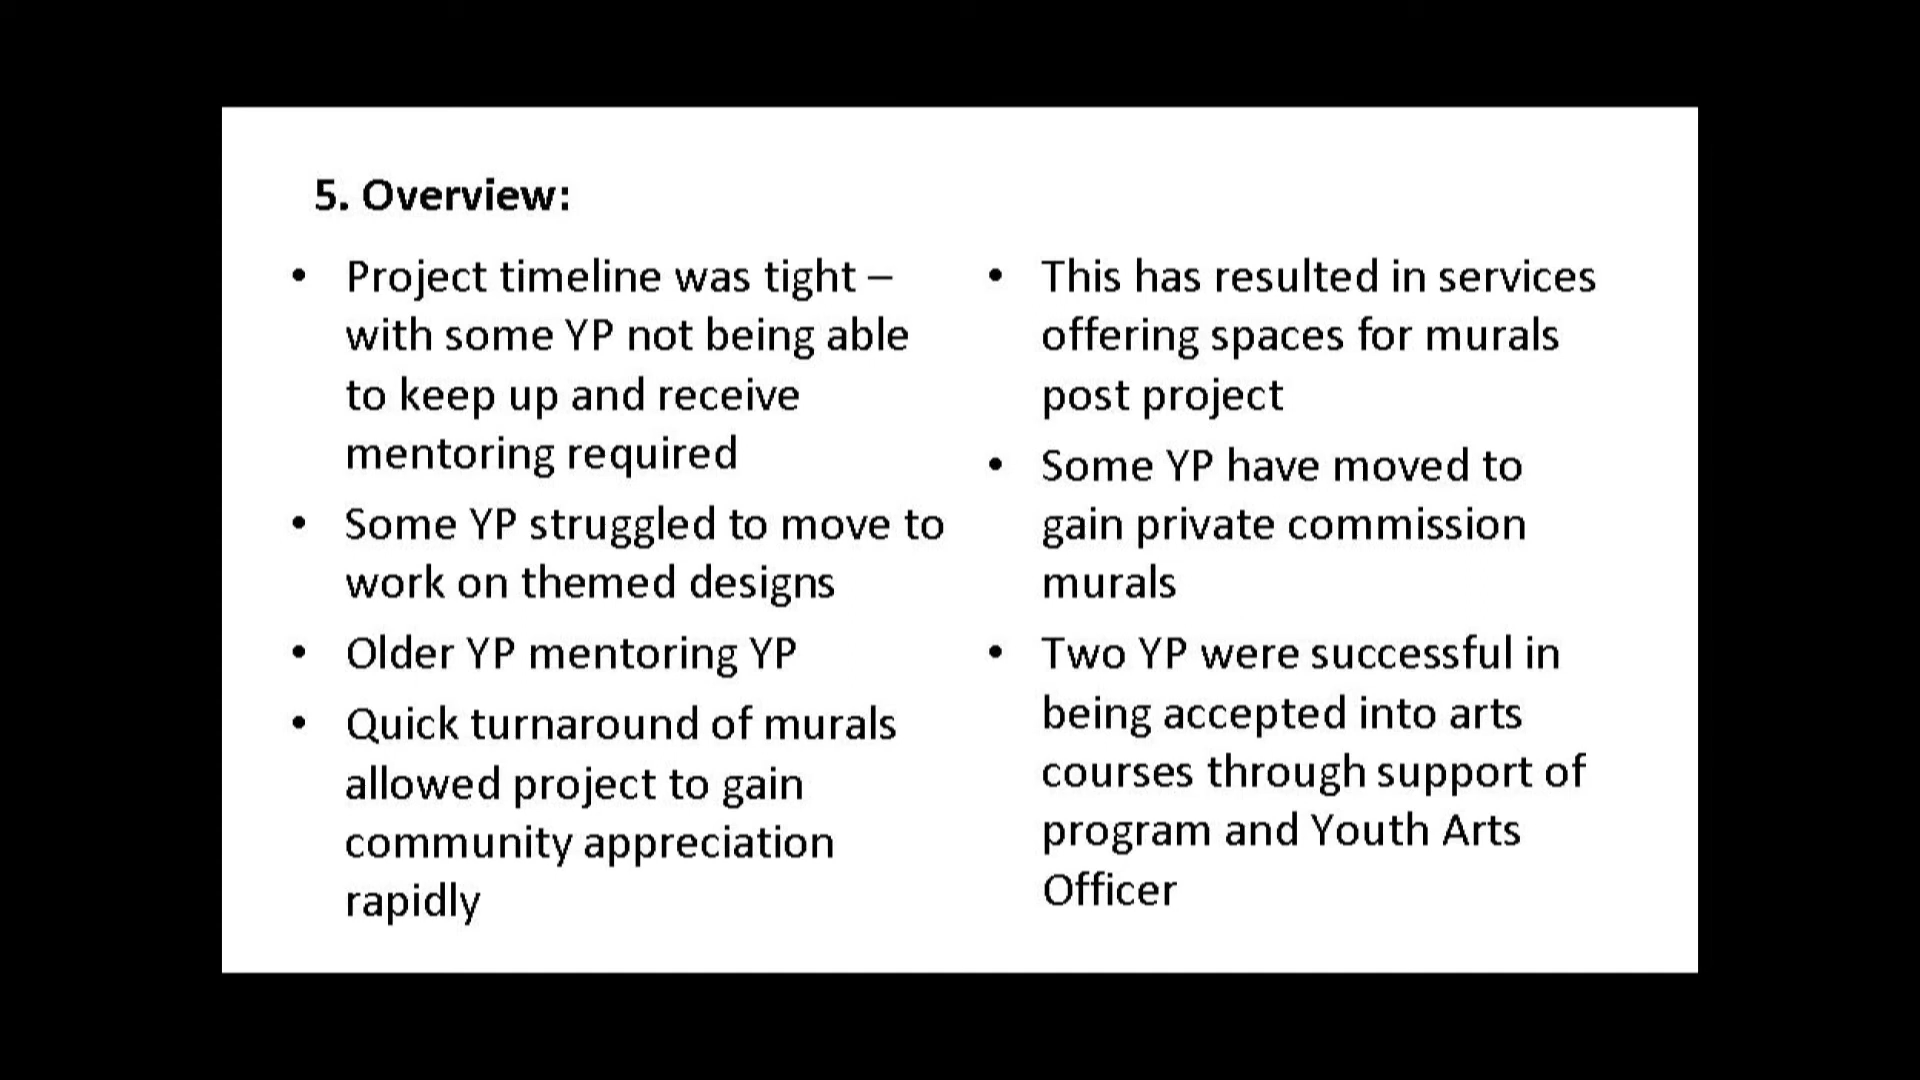 5. Overview:
• Project timeline was tight –
with some YP not being able
to keep up and receive
mentoring required
• Some YP struggled to move to
work on themed designs
• Older YP mentoring YP
• Quick turnaround of murals
allowed project to gain
community appreciation
rapidly
• This has resulted in services
offering spaces for murals
post project
• Some YP have moved to
gain private commission
murals
• Two YP were successful in
being accepted into arts
courses through support of
program and Youth Arts
Officer